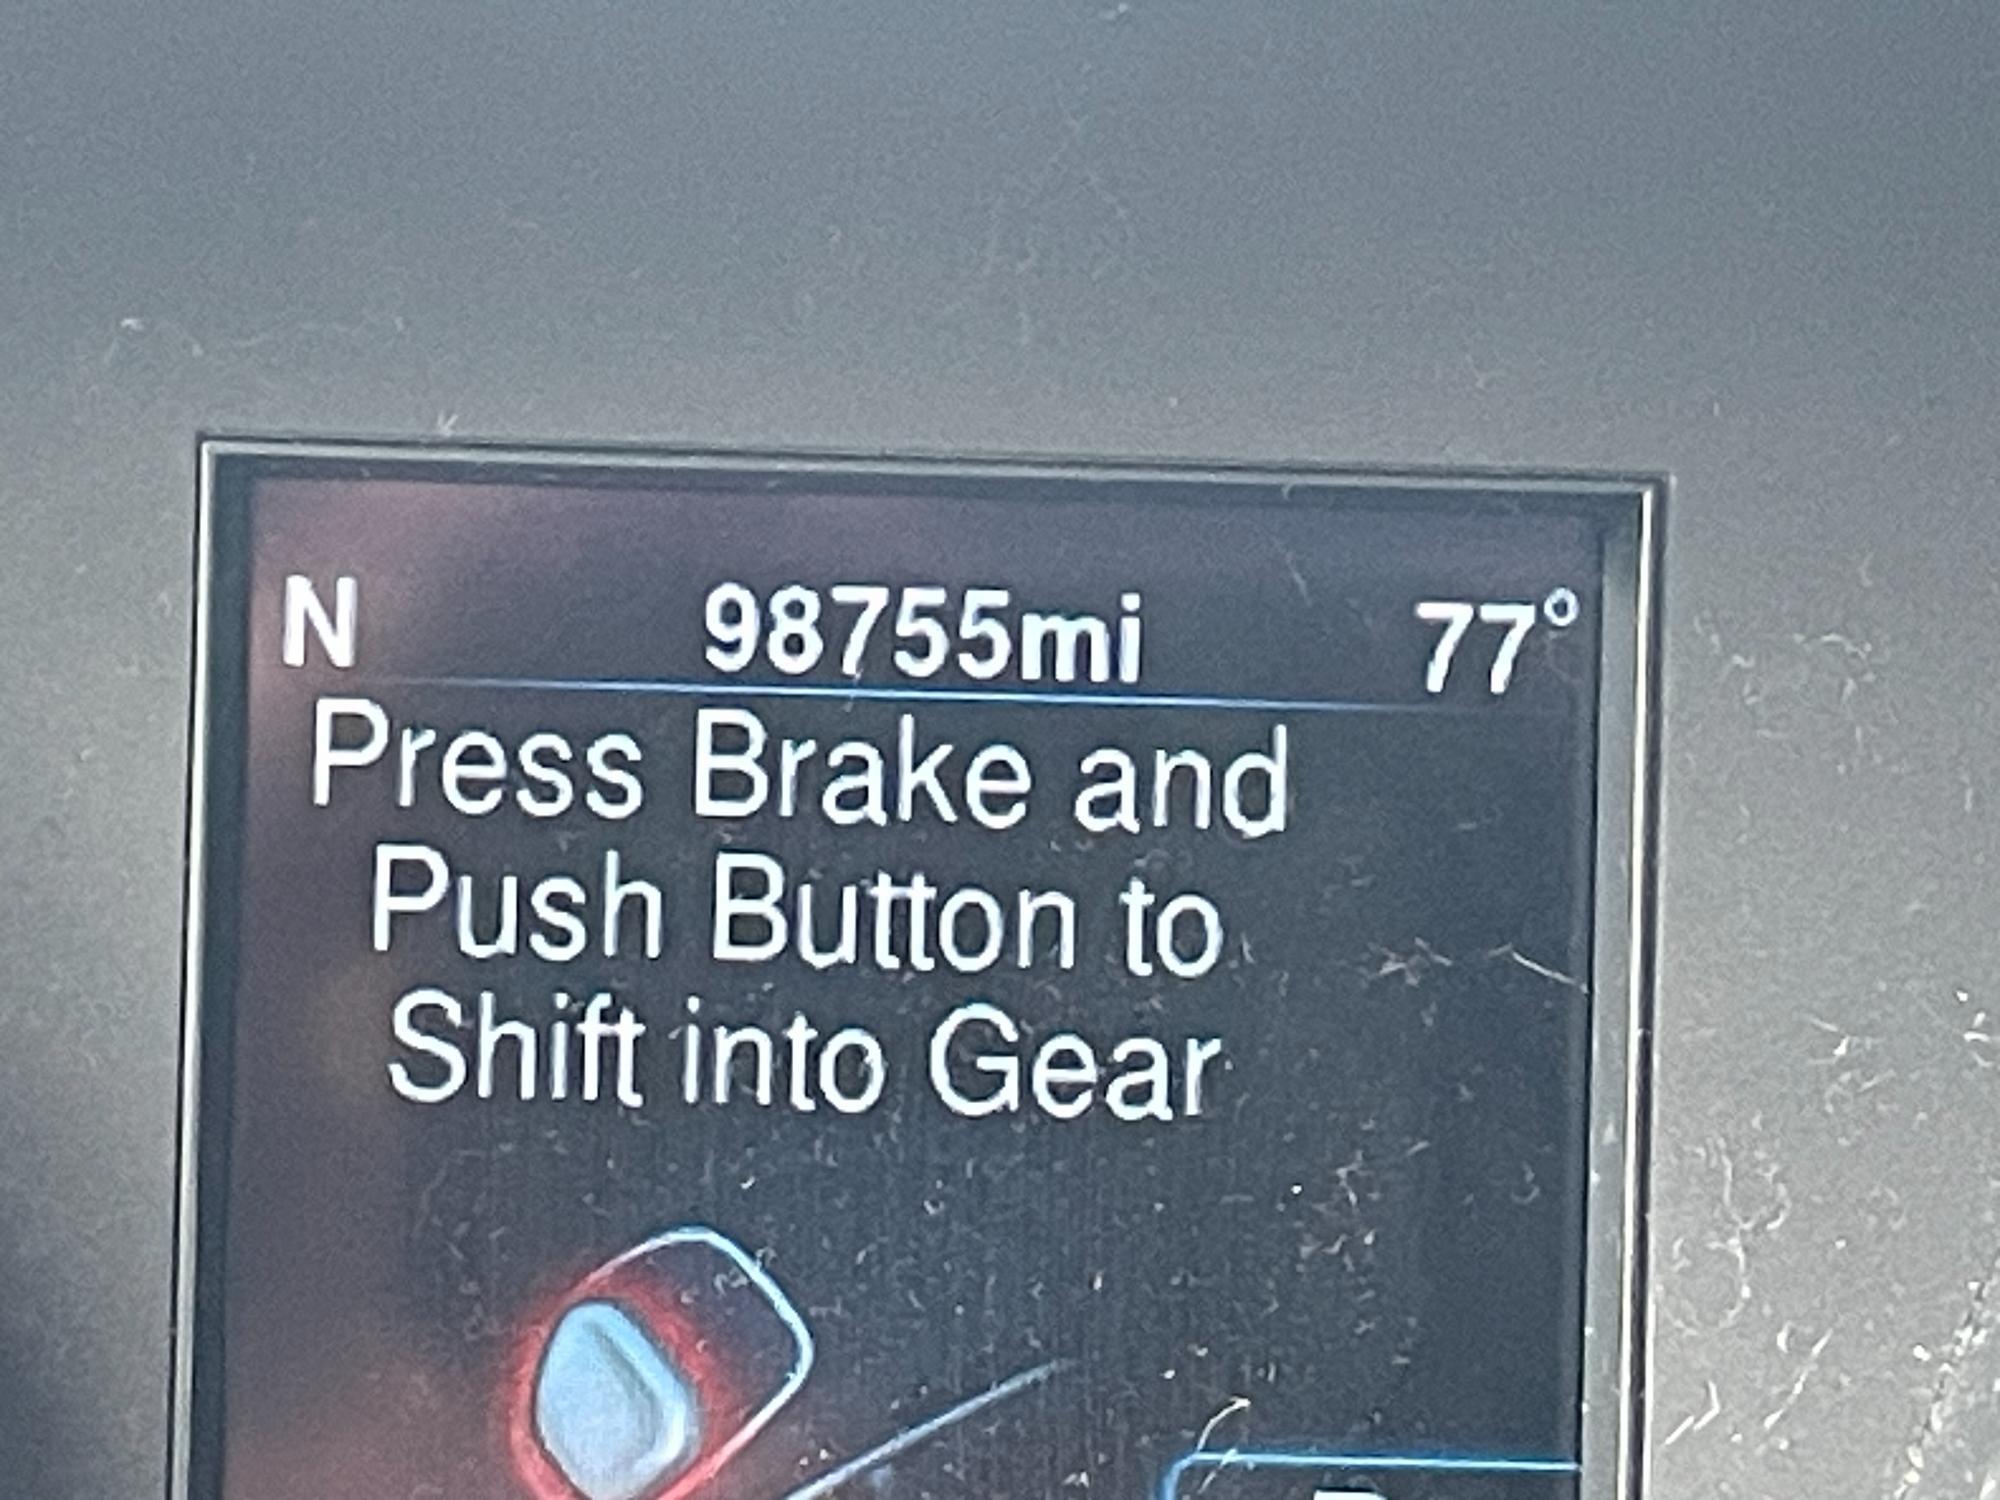 N 98755mi 77°
Press Brake and
Push Button to
Shift into Gear